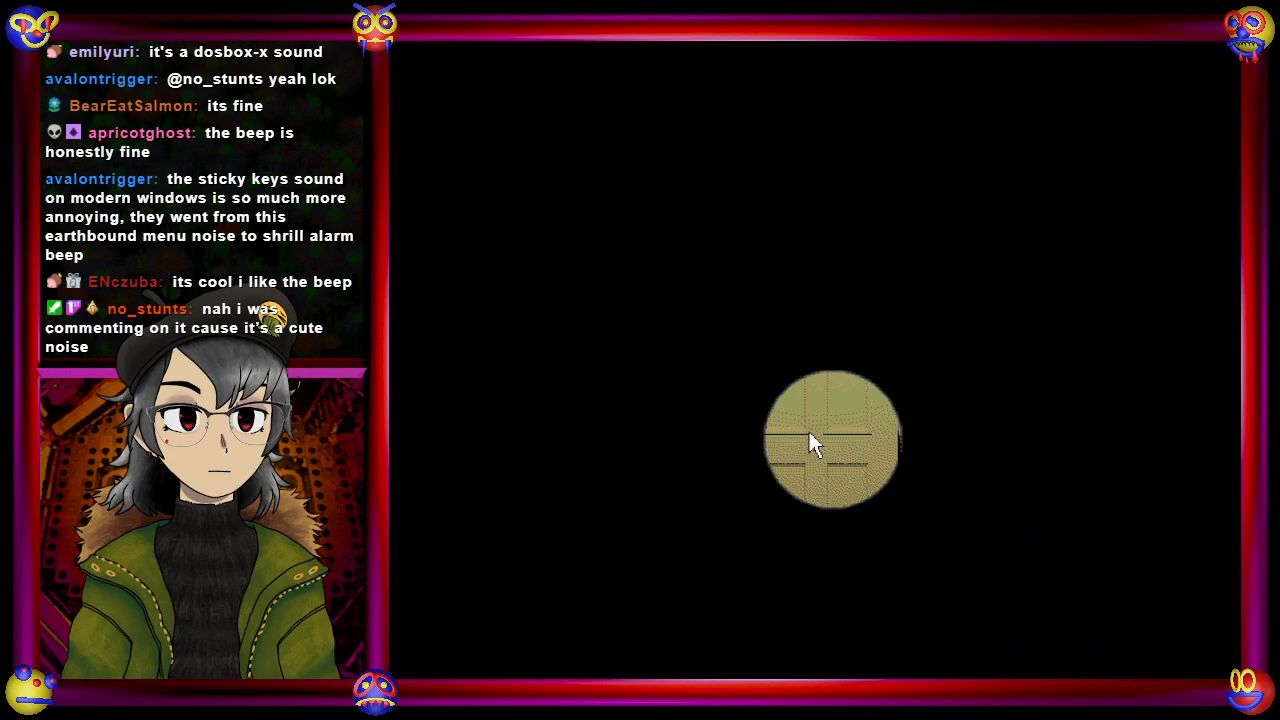 emilyuri: it's a dosbox-x sound
avalontrigger: @no_stunts yeah lok
BearEatSalmon: its fine
apricotghost: the beep is
honestly fine
avalontrigger: the sticky keys sound
on modern windows is so much more
annoying, they went from this
earthbound menu noise to shrill alarm
beep
ENczuba: its cool i like the beep
no_stunts: nah i was
commenting on it cause it's a cute
noise